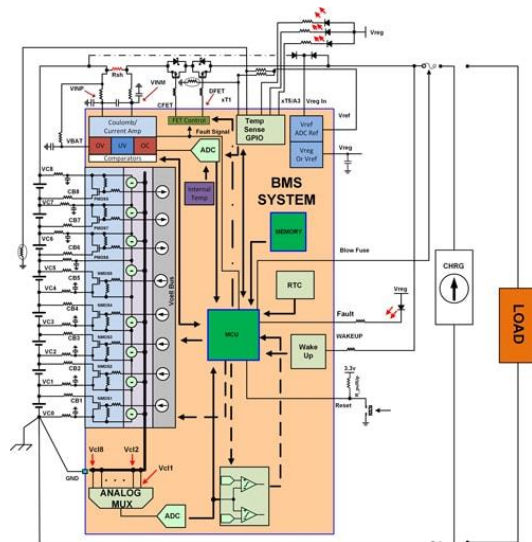 Rsh
VINP
VINM
CFET
DFET
xT1
xT5/A3
Vreg In
Vreg
Vref
Vreg
VBAT
Coulomb/
Current Amp
FET Control
Fault Signal
OV
UV
OC
Comparators
ADC
Internal
Temp
Temp
Sense
GPIO
Vref
ADC Ref
Vreg
Or Vref
BMS
SYSTEM
MEMORY
Blow Fuse
RTC
MCU
Wake
Up
Fault
WAKEUP
Vreg
3.3v
Reset
CHRG
LOAD
VC8
CB8
VC7
CB7
VC6
CB6
VC5
CB5
VC4
CB4
VC3
CB3
VC2
CB2
VC1
CB1
VC0
Vcell Bus
GND
Vcl8
Vcl2
Vcl1
ANALOG
MUX
ADC